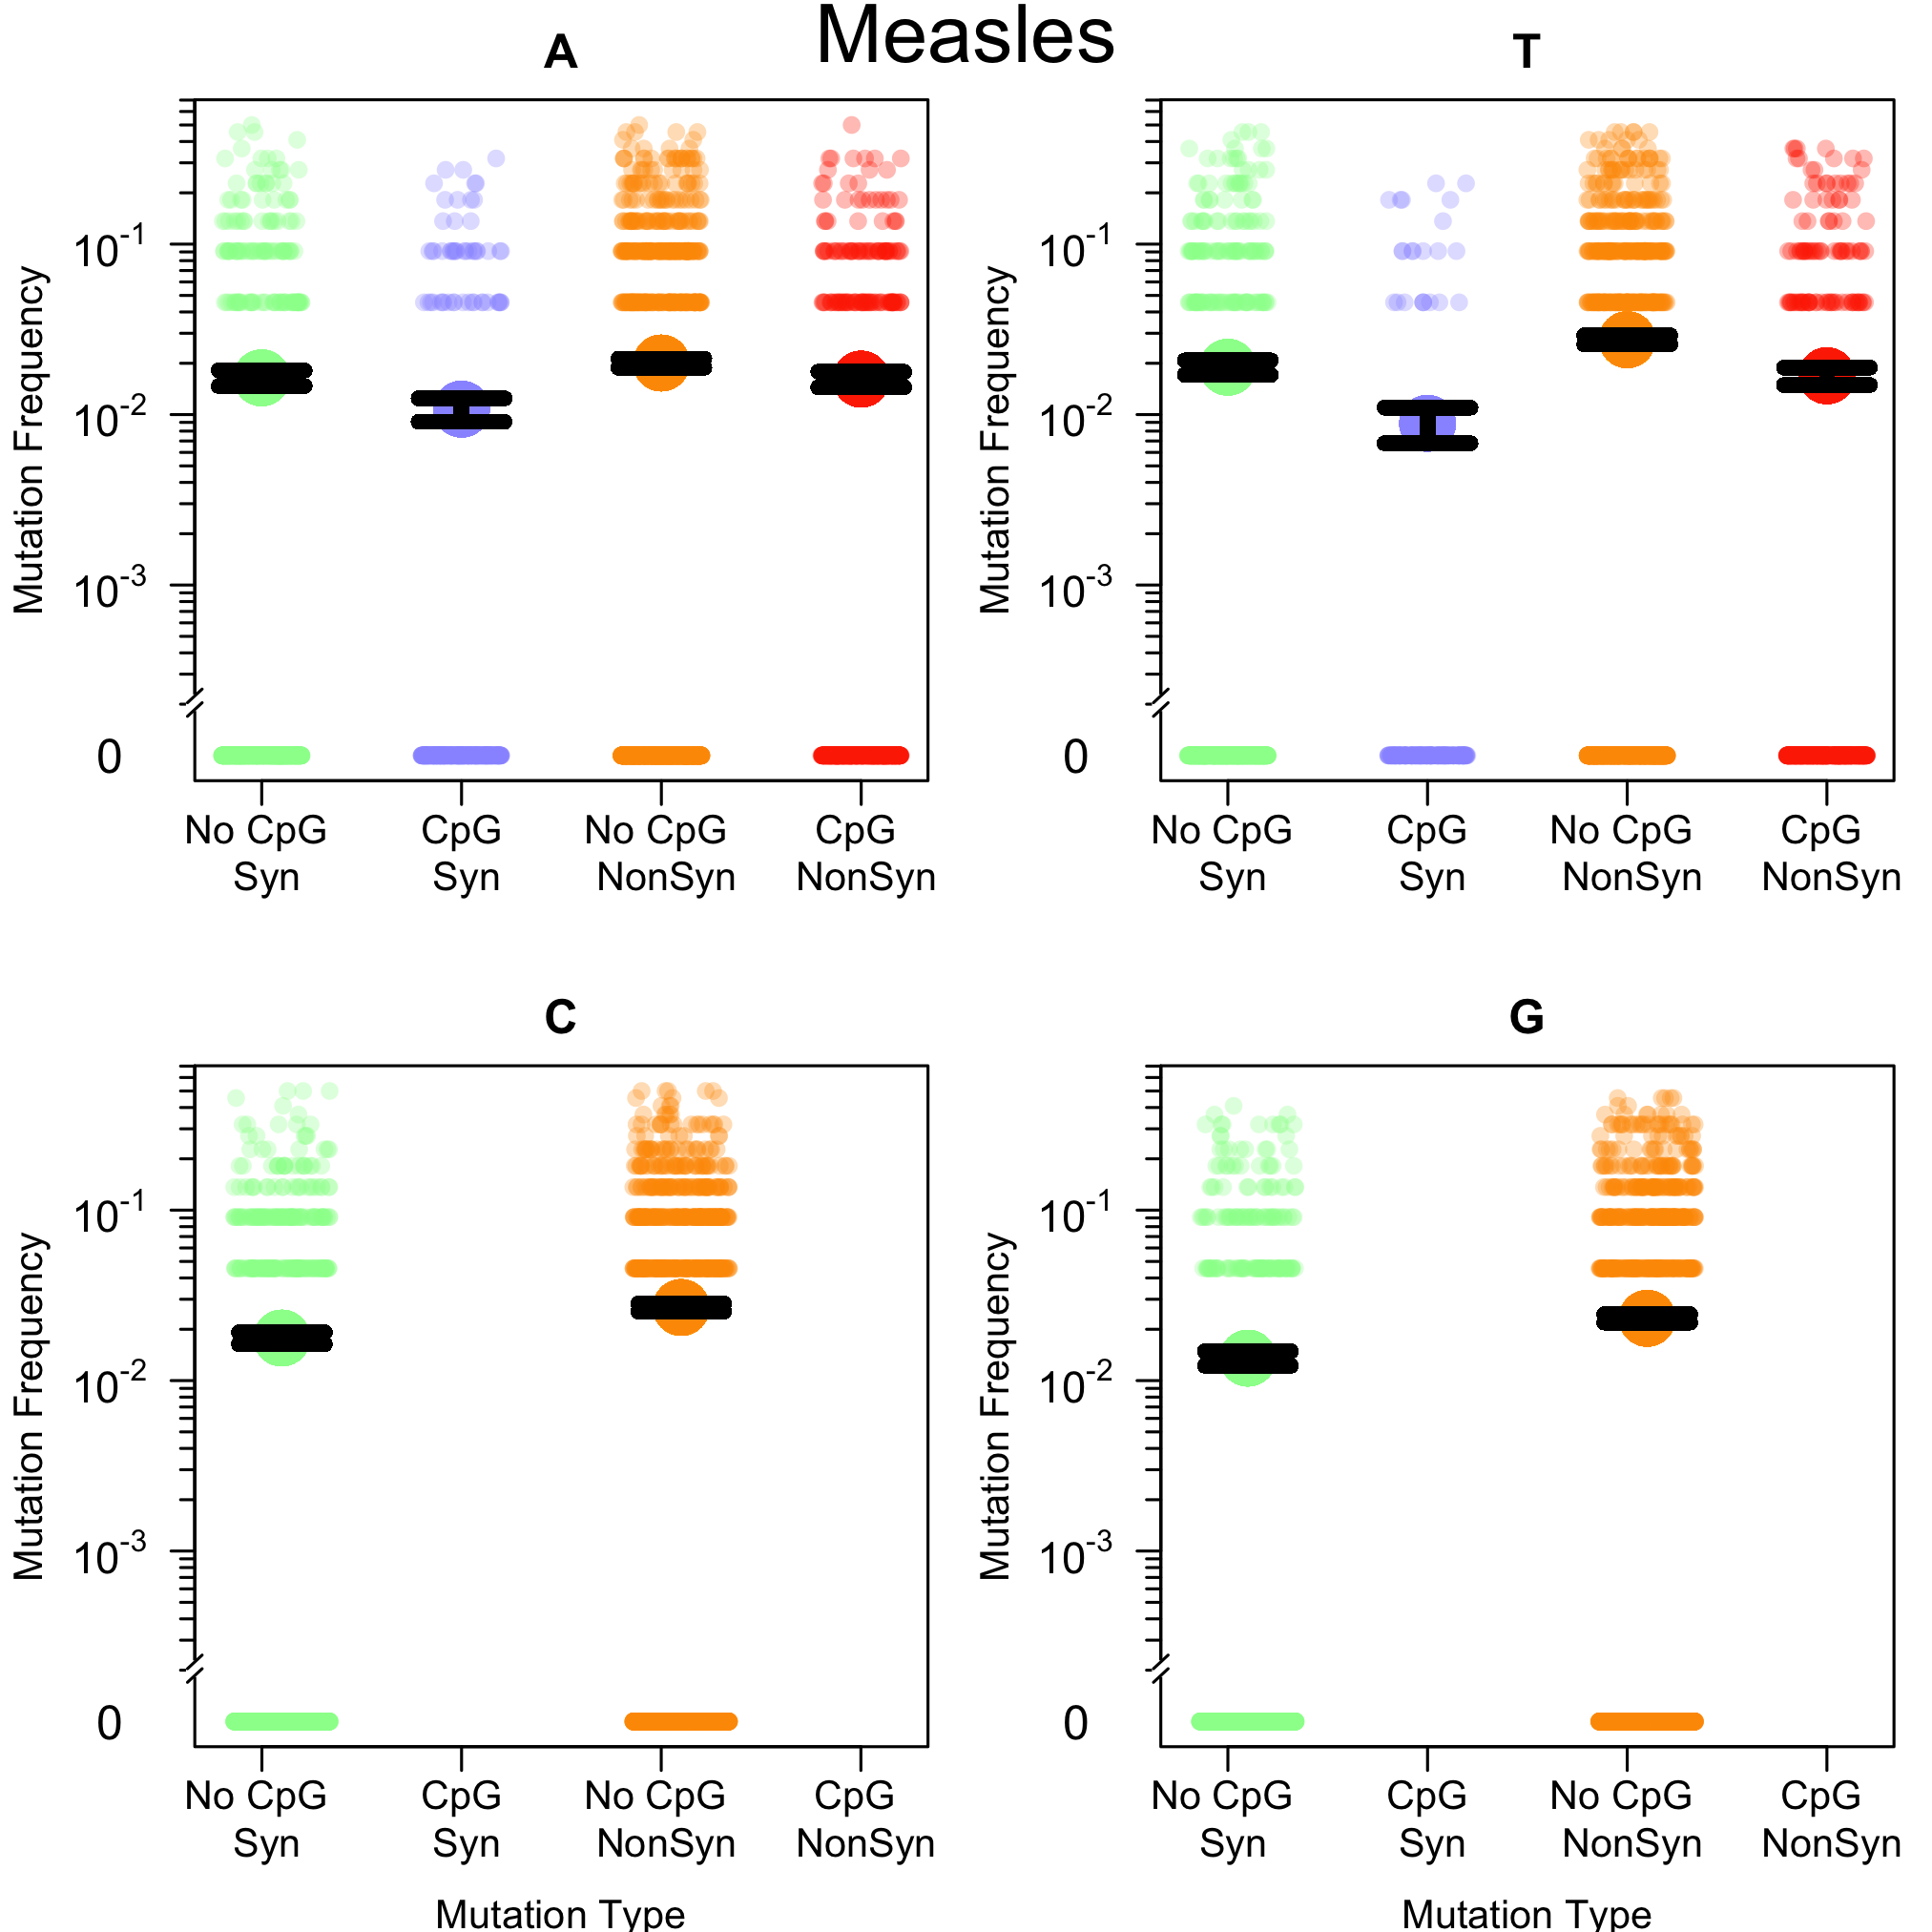 Measles
A
Mutation Frequency
10-1
10-2
10-3
0
No CpG CpG No CpG CpG
Syn Syn NonSyn NonSyn
T
Mutation Frequency
10-1
10-2
10-3
0
No CpG CpG No CpG CpG
Syn Syn NonSyn NonSyn
C
Mutation Frequency
10-1
10-2
10-3
0
No CpG CpG No CpG CpG
Syn Syn NonSyn NonSyn
Mutation Type
G
Mutation Frequency
10-1
10-2
10-3
0
No CpG CpG No CpG CpG
Syn Syn NonSyn NonSyn
Mutation Type